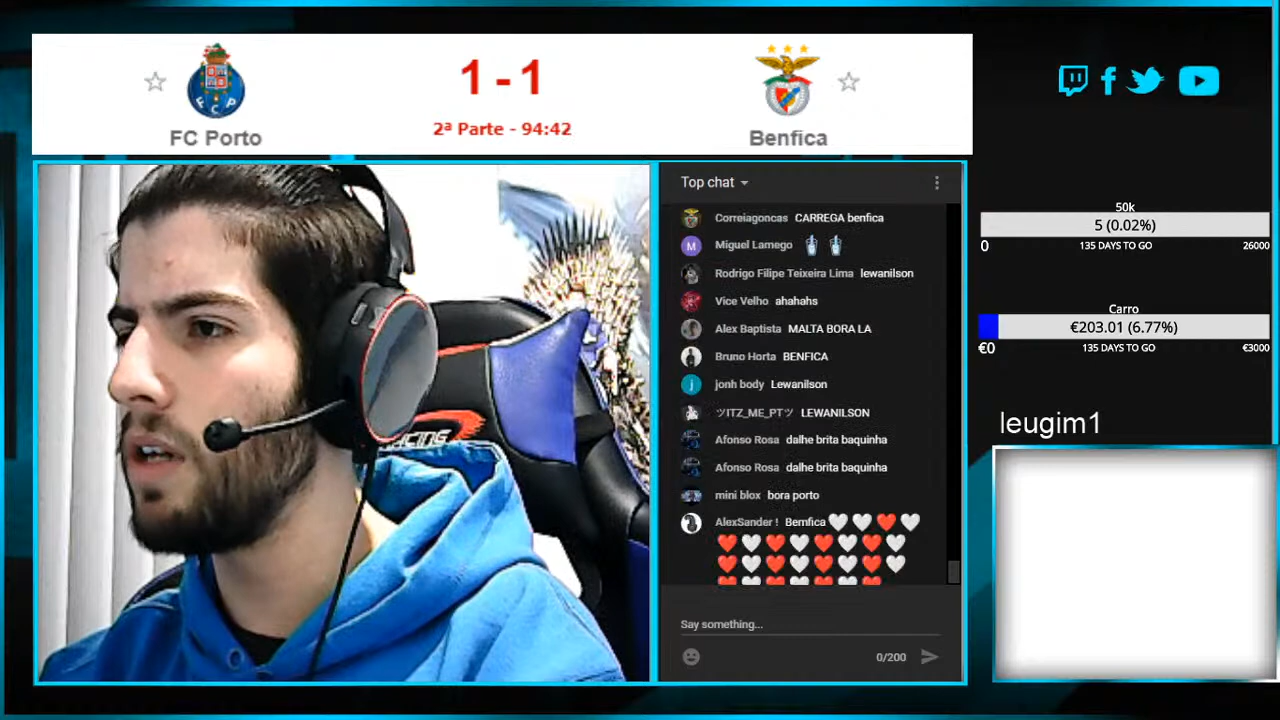 1 - 1
2ª Parte - 94:42
FC Porto
Benfica
FCP
Top chat
Correiagoncas CARREGA benfica
M Miguel Lamego
Rodrigo Filipe Teixeira Lima lewanilson
Vice Velho ahahahs
Alex Baptista MALTA BORA LA
Bruno Horta BENFICA
j jonh body Lewanilson
ツITZ_ME_PTツ LEWANILSON
Afonso Rosa dalhe brita baquinha
Afonso Rosa dalhe brita baquinha
mini blox bora porto
AlexSander ! Bemfica 🤍 🤍 ❤️ 🤍
❤️ 🤍 ❤️ 🤍 ❤️ 🤍 ❤️ 🤍
❤️ 🤍 ❤️ 🤍 ❤️ 🤍 ❤️ 🤍
❤️ 🤍 ❤️ 🤍 ❤️ 🤍 ❤️
Say something...
0/200
50k
5 (0.02%)
0 135 DAYS TO GO 26000
Carro
€203.01 (6.77%)
€0 135 DAYS TO GO €3000
leugim1